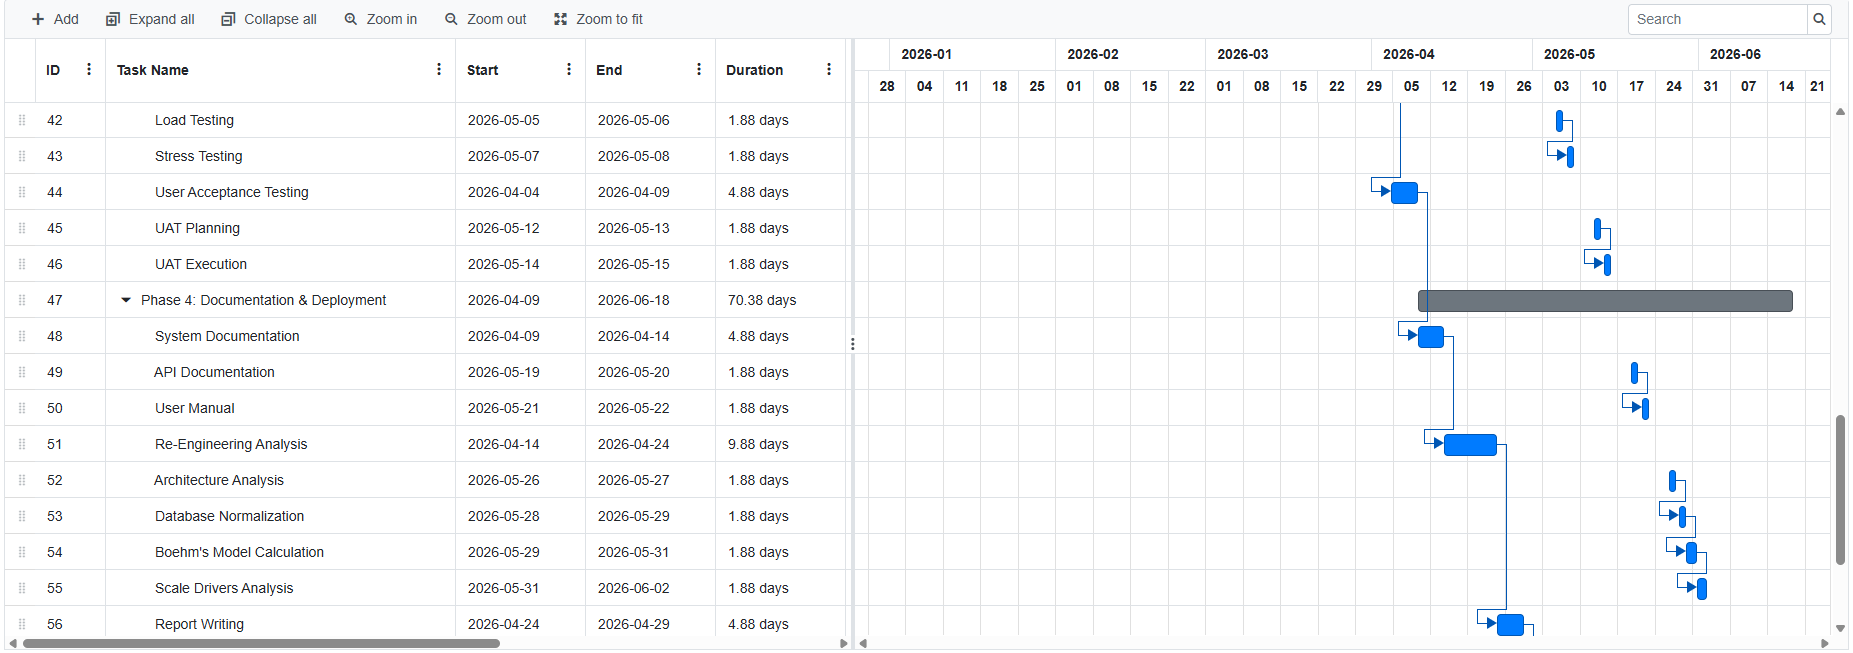 Add Expand all Collapse all Zoom in Zoom out Zoom to fit Search
ID Task Name Start End Duration
2026-01 2026-02 2026-03 2026-04 2026-05 2026-06
28 04 11 18 25 01 08 15 22 01 08 15 22 29 05 12 19 26 03 10 17 24 31 07 14 21
42 Load Testing 2026-05-05 2026-05-06 1.88 days
43 Stress Testing 2026-05-07 2026-05-08 1.88 days
44 User Acceptance Testing 2026-04-04 2026-04-09 4.88 days
45 UAT Planning 2026-05-12 2026-05-13 1.88 days
46 UAT Execution 2026-05-14 2026-05-15 1.88 days
47 Phase 4: Documentation & Deployment 2026-04-09 2026-06-18 70.38 days
48 System Documentation 2026-04-09 2026-04-14 4.88 days
49 API Documentation 2026-05-19 2026-05-20 1.88 days
50 User Manual 2026-05-21 2026-05-22 1.88 days
51 Re-Engineering Analysis 2026-04-14 2026-04-24 9.88 days
52 Architecture Analysis 2026-05-26 2026-05-27 1.88 days
53 Database Normalization 2026-05-28 2026-05-29 1.88 days
54 Boehm's Model Calculation 2026-05-29 2026-05-31 1.88 days
55 Scale Drivers Analysis 2026-05-31 2026-06-02 1.88 days
56 Report Writing 2026-04-24 2026-04-29 4.88 days